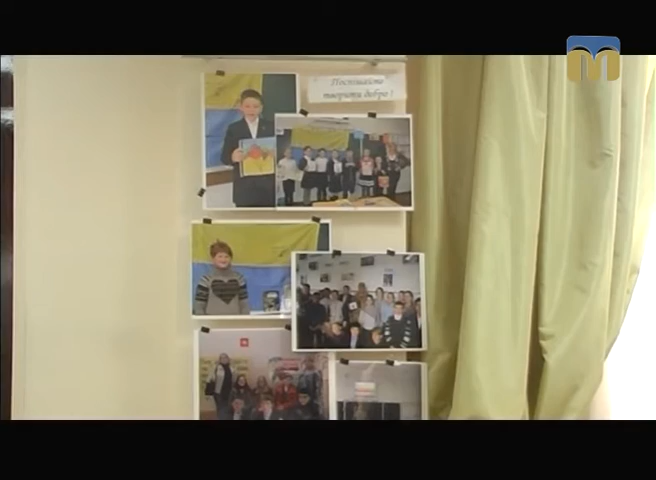 Поспішайте
творити добро!